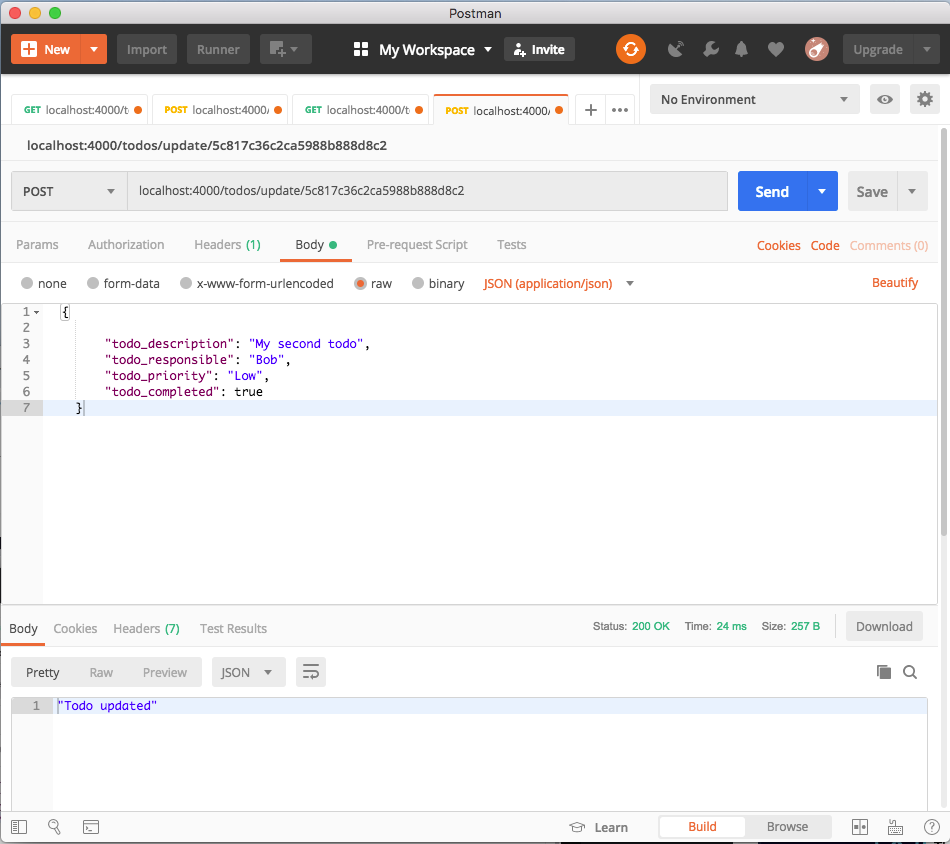 Postman
New Import Runner My Workspace Invite Upgrade
GET localhost:4000/t POST localhost:4000/ GET localhost:4000/t POST localhost:4000/ No Environment
localhost:4000/todos/update/5c817c36c2ca5988b888d8c2
POST localhost:4000/todos/update/5c817c36c2ca5988b888d8c2 Send Save
Params Authorization Headers (1) Body Pre-request Script Tests Cookies Code Comments (0)
none form-data x-www-form-urlencoded raw binary JSON (application/json) Beautify
1 {
2
3 "todo_description": "My second todo",
4 "todo_responsible": "Bob",
5 "todo_priority": "Low",
6 "todo_completed": true
7 }
Body Cookies Headers (7) Test Results Status: 200 OK Time: 24 ms Size: 257 B Download
Pretty Raw Preview JSON
1 "Todo updated"
Learn Build Browse